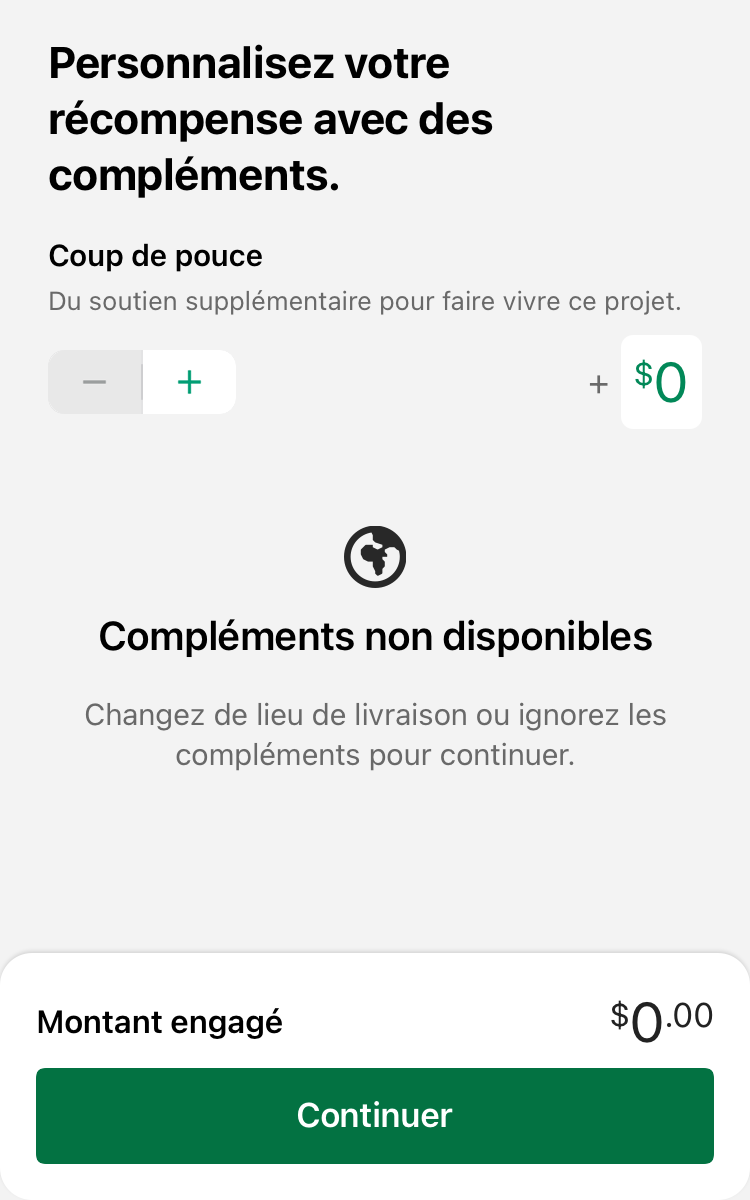 Personnalisez votre
récompense avec des
compléments.
Coup de pouce
Du soutien supplémentaire pour faire vivre ce projet.
− + + $0
Compléments non disponibles
Changez de lieu de livraison ou ignorez les
compléments pour continuer.
Montant engagé $0.00
Continuer